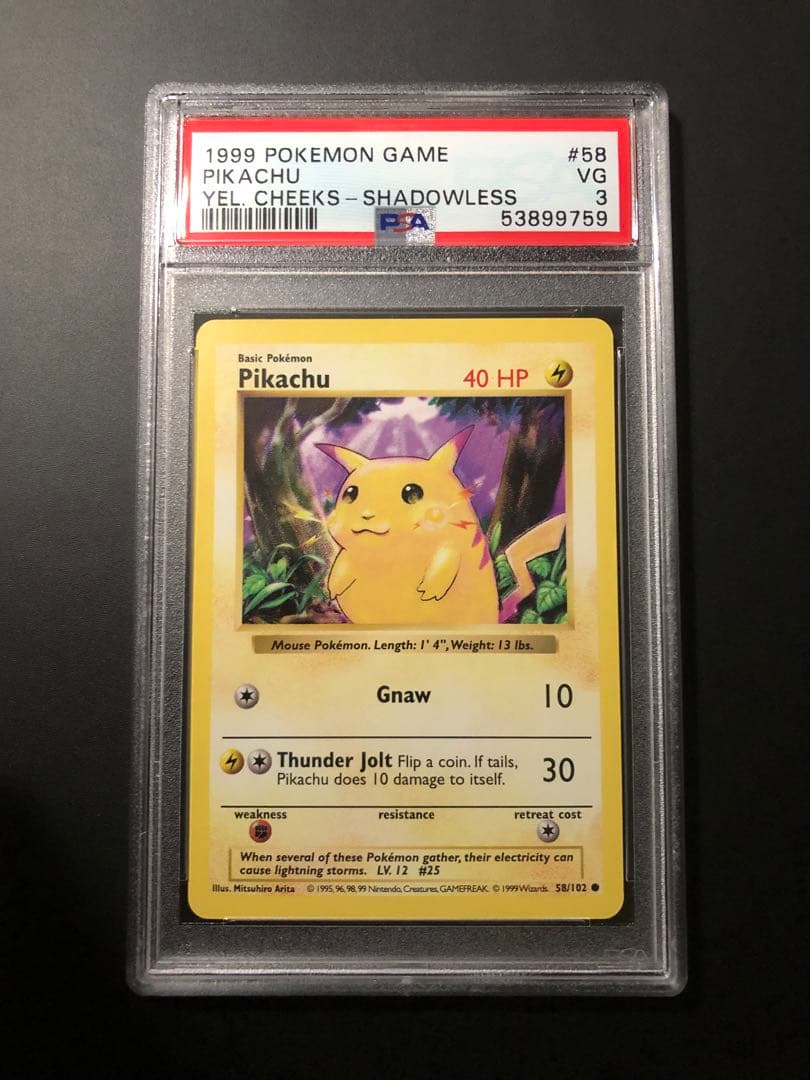 1999 POKEMON GAME #58
PIKACHU VG
YEL. CHEEKS – SHADOWLESS 3
PSA 53899759
Basic Pokémon
Pikachu 40 HP
Mouse Pokémon. Length: 1' 4", Weight: 13 lbs.
Gnaw 10
Thunder Jolt Flip a coin. If tails,
Pikachu does 10 damage to itself. 30
weakness resistance retreat cost
When several of these Pokémon gather, their electricity can
cause lightning storms. LV. 12 #25
Illus. Mitsuhiro Arita © 1995, 96, 98, 99 Nintendo, Creatures, GAMEFREAK. © 1999 Wizards. 58/102